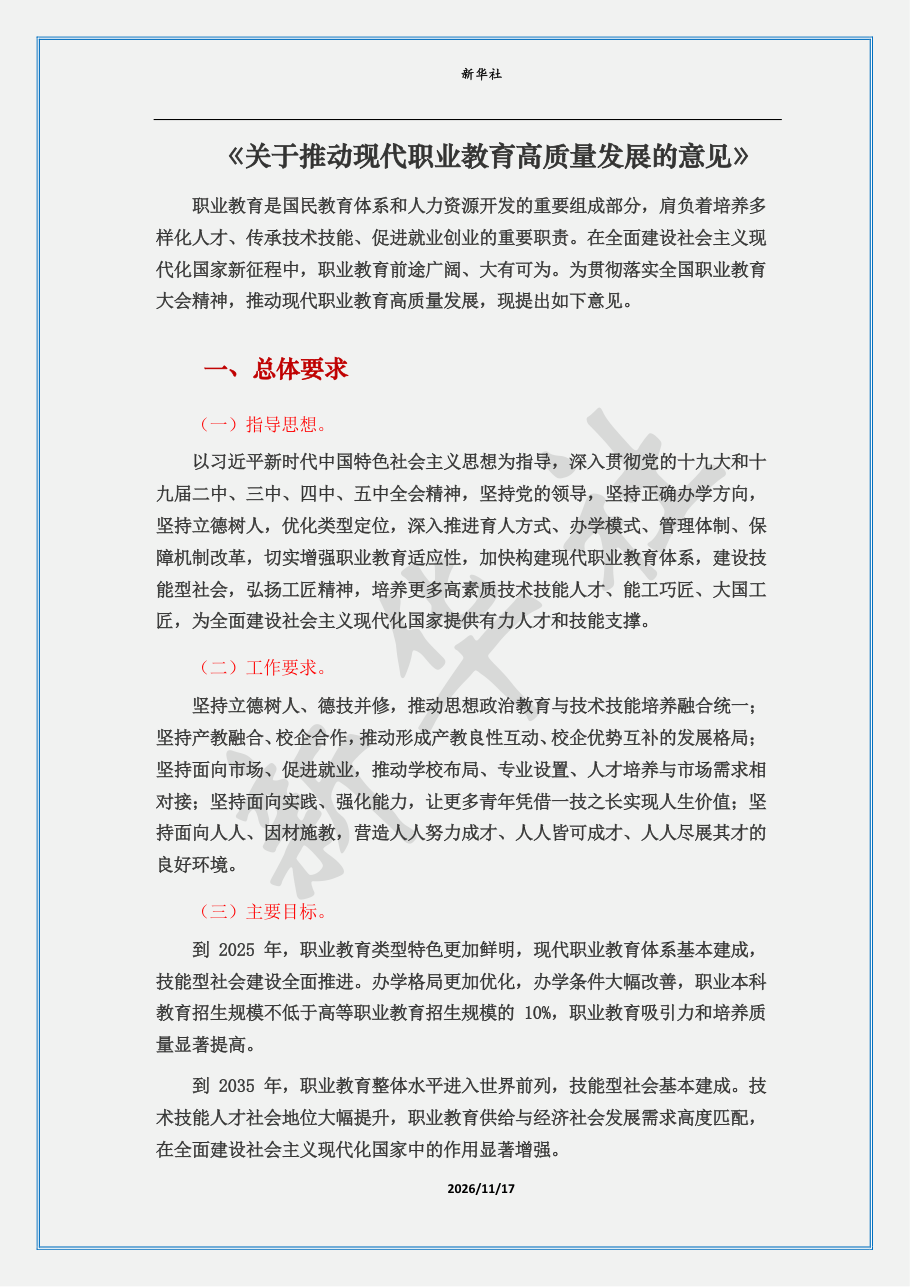 新华社
《关于推动现代职业教育高质量发展的意见》
职业教育是国民教育体系和人力资源开发的重要组成部分，肩负着培养多
样化人才、传承技术技能、促进就业创业的重要职责。在全面建设社会主义现
代化国家新征程中，职业教育前途广阔、大有可为。为贯彻落实全国职业教育
大会精神，推动现代职业教育高质量发展，现提出如下意见。
一、总体要求
（一）指导思想。
以习近平新时代中国特色社会主义思想为指导，深入贯彻党的十九大和十
九届二中、三中、四中、五中全会精神，坚持党的领导，坚持正确办学方向，
坚持立德树人，优化类型定位，深入推进育人方式、办学模式、管理体制、保
障机制改革，切实增强职业教育适应性，加快构建现代职业教育体系，建设技
能型社会，弘扬工匠精神，培养更多高素质技术技能人才、能工巧匠、大国工
匠，为全面建设社会主义现代化国家提供有力人才和技能支撑。
（二）工作要求。
坚持立德树人、德技并修，推动思想政治教育与技术技能培养融合统一；
坚持产教融合、校企合作，推动形成产教良性互动、校企优势互补的发展格局；
坚持面向市场、促进就业，推动学校布局、专业设置、人才培养与市场需求相
对接；坚持面向实践、强化能力，让更多青年凭借一技之长实现人生价值；坚
持面向人人、因材施教，营造人人努力成才、人人皆可成才、人人尽展其才的
良好环境。
（三）主要目标。
到 2025 年，职业教育类型特色更加鲜明，现代职业教育体系基本建成，
技能型社会建设全面推进。办学格局更加优化，办学条件大幅改善，职业本科
教育招生规模不低于高等职业教育招生规模的 10%，职业教育吸引力和培养质
量显著提高。
到 2035 年，职业教育整体水平进入世界前列，技能型社会基本建成。技
术技能人才社会地位大幅提升，职业教育供给与经济社会发展需求高度匹配，
在全面建设社会主义现代化国家中的作用显著增强。
2026/11/17
新华社